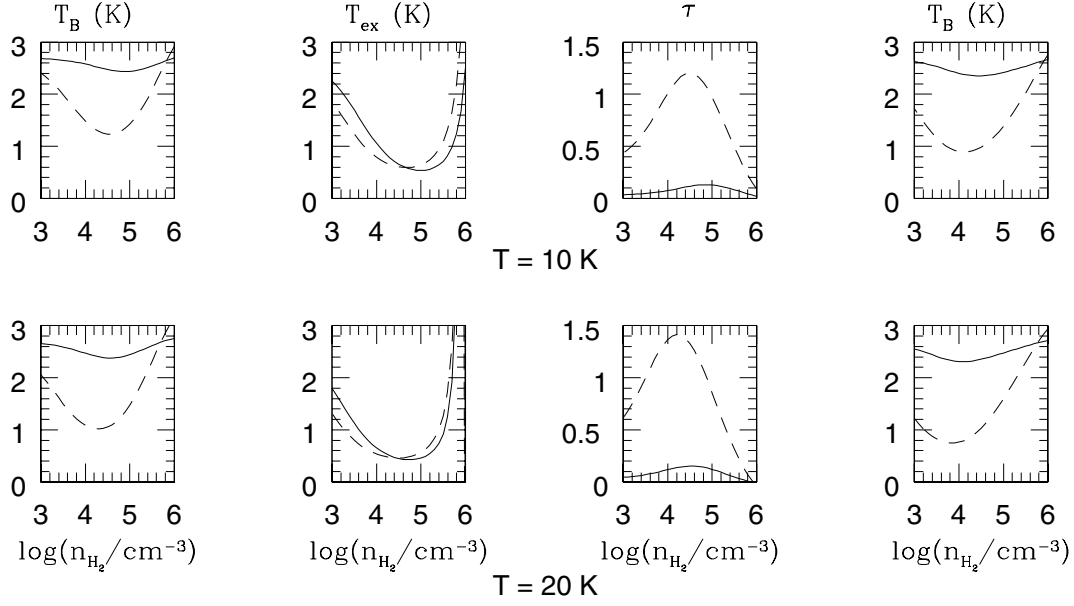 T_B (K) T_ex (K) τ T_B (K)
3 3 1.5 3
2 2 1 2
1 1 0.5 1
0 0 0 0
3 4 5 6 3 4 5 6 3 4 5 6 3 4 5 6
T = 10 K
3 3 1.5 3
2 2 1 2
1 1 0.5 1
0 0 0 0
3 4 5 6 3 4 5 6 3 4 5 6 3 4 5 6
log(n_H₂/cm⁻³) log(n_H₂/cm⁻³) log(n_H₂/cm⁻³) log(n_H₂/cm⁻³)
T = 20 K